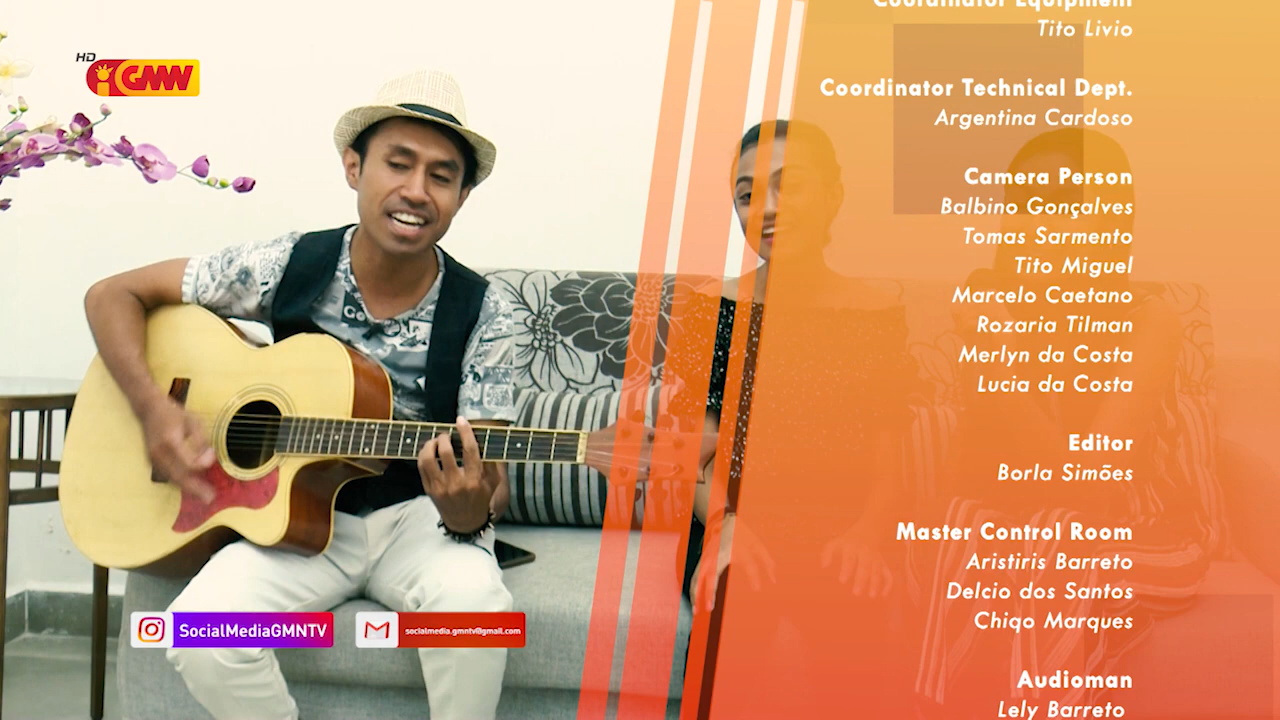 HD
GMN
Coordinator Equipment
Tito Livio
Coordinator Technical Dept.
Argentina Cardoso
Camera Person
Balbino Gonçalves
Tomas Sarmento
Tito Miguel
Marcelo Caetano
Rozaria Tilman
Merlyn da Costa
Lucia da Costa
Editor
Borla Simões
Master Control Room
Aristiris Barreto
Delcio dos Santos
Chiqo Marques
Audioman
Lely Barreto
SocialMediaGMNTV
socialmedia.gmntv@gmail.com